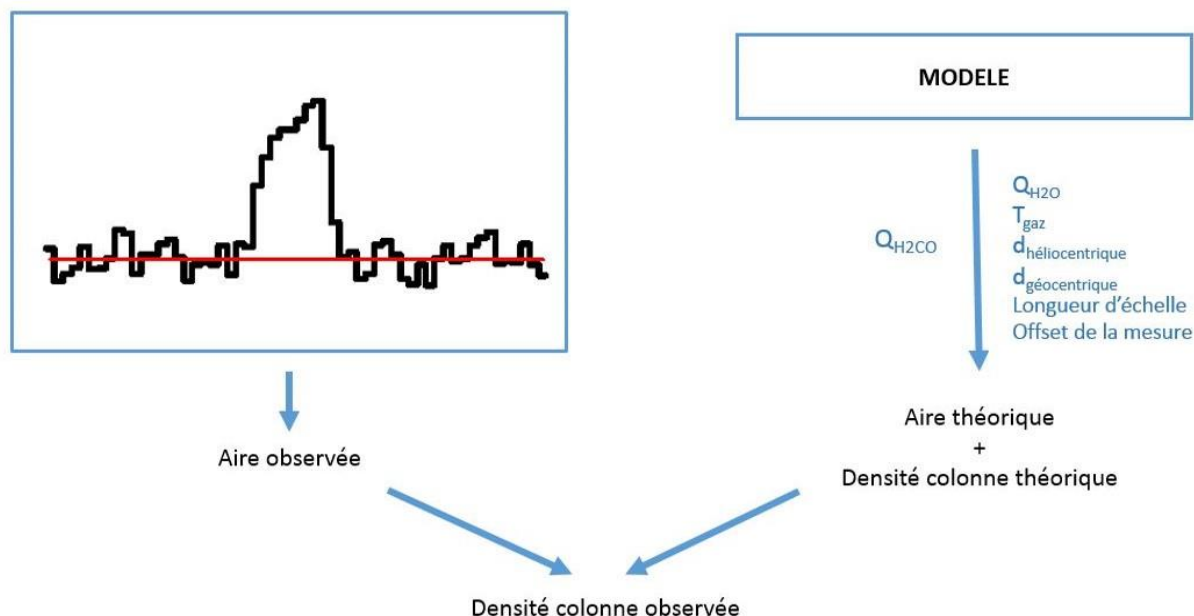 MODELE
Q_H2CO
Q_H2O
T_gaz
d_héliocentrique
d_géocentrique
Longueur d'échelle
Offset de la mesure
Aire observée
Aire théorique
+
Densité colonne théorique
Densité colonne observée